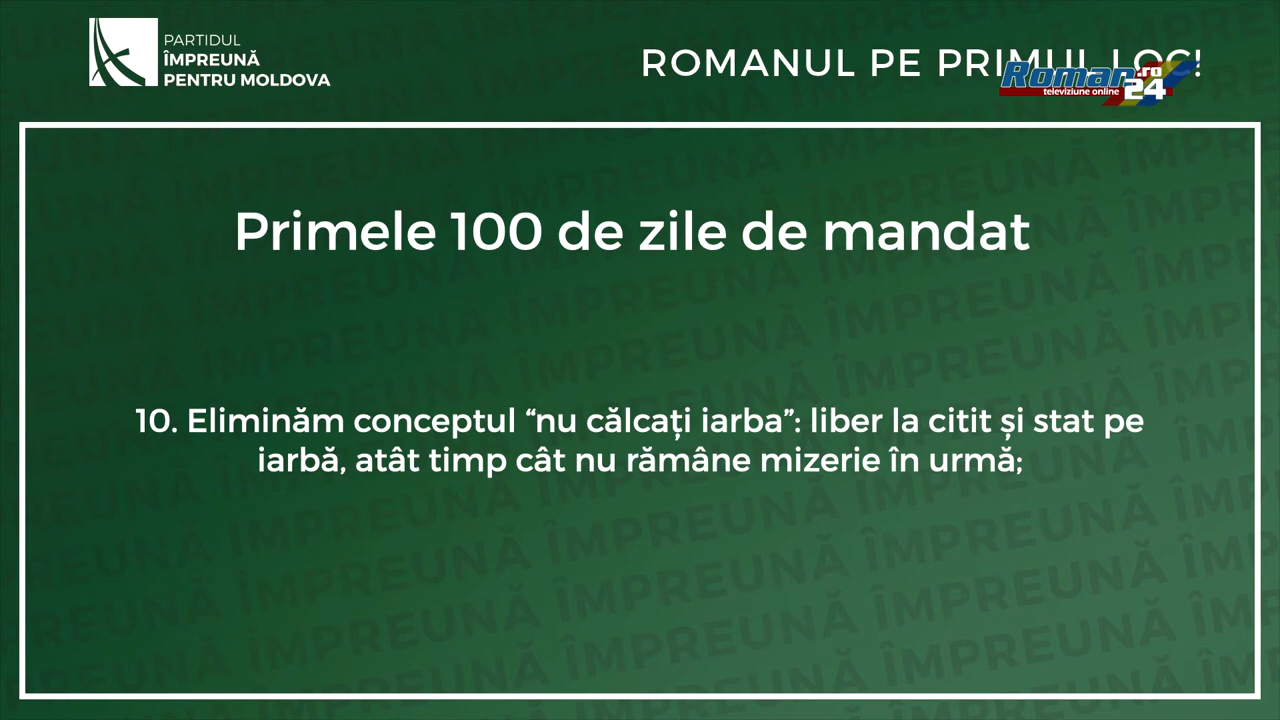 PARTIDUL
ÎMPREUNĂ
PENTRU MOLDOVA
ROMANUL PE PRIMUL LOC!
Roman.ro
televiziune online 24
Primele 100 de zile de mandat
10. Eliminăm conceptul “nu călcați iarba”: liber la citit și stat pe
iarbă, atât timp cât nu rămâne mizerie în urmă;